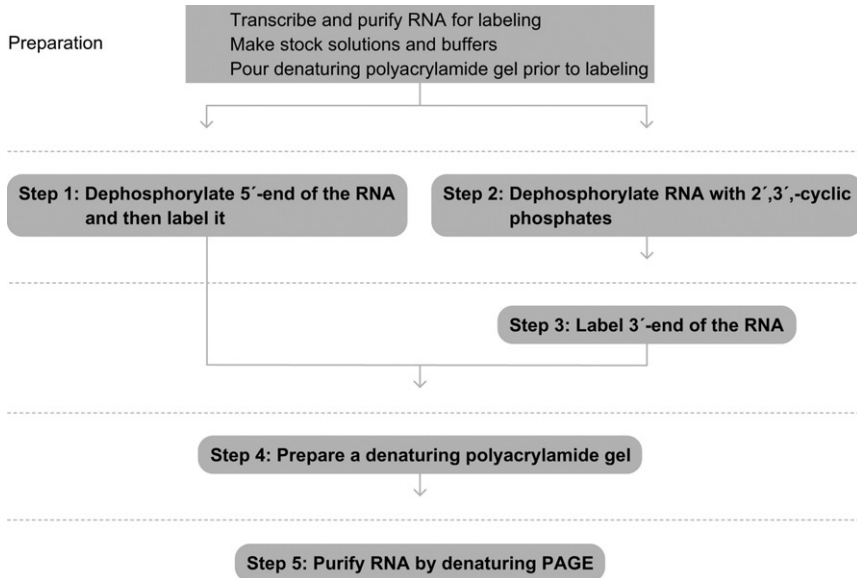 Preparation
Transcribe and purify RNA for labeling
Make stock solutions and buffers
Pour denaturing polyacrylamide gel prior to labeling
Step 1: Dephosphorylate 5´-end of the RNA
and then label it
Step 2: Dephosphorylate RNA with 2´,3´,-cyclic
phosphates
Step 3: Label 3´-end of the RNA
Step 4: Prepare a denaturing polyacrylamide gel
Step 5: Purify RNA by denaturing PAGE